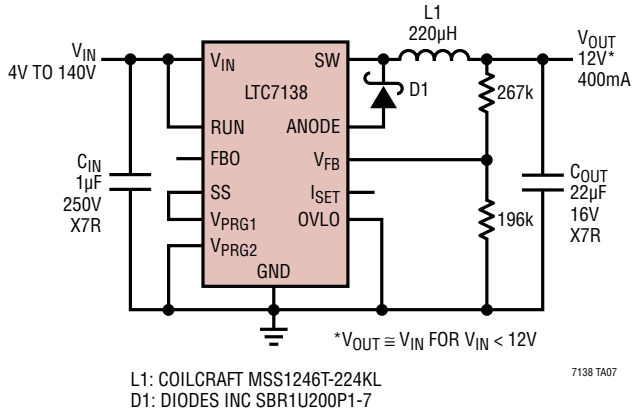 L1
220µH
V_IN
4V TO 140V
V_OUT
12V*
400mA
V_IN
SW
LTC7138
D1
267k
RUN
ANODE
FBO
V_FB
C_IN
1µF
250V
X7R
SS
I_SET
C_OUT
22µF
16V
X7R
V_PRG1
OVLO
196k
V_PRG2
GND
*V_OUT ≅ V_IN FOR V_IN < 12V
7138 TA07
L1: COILCRAFT MSS1246T-224KL
D1: DIODES INC SBR1U200P1-7